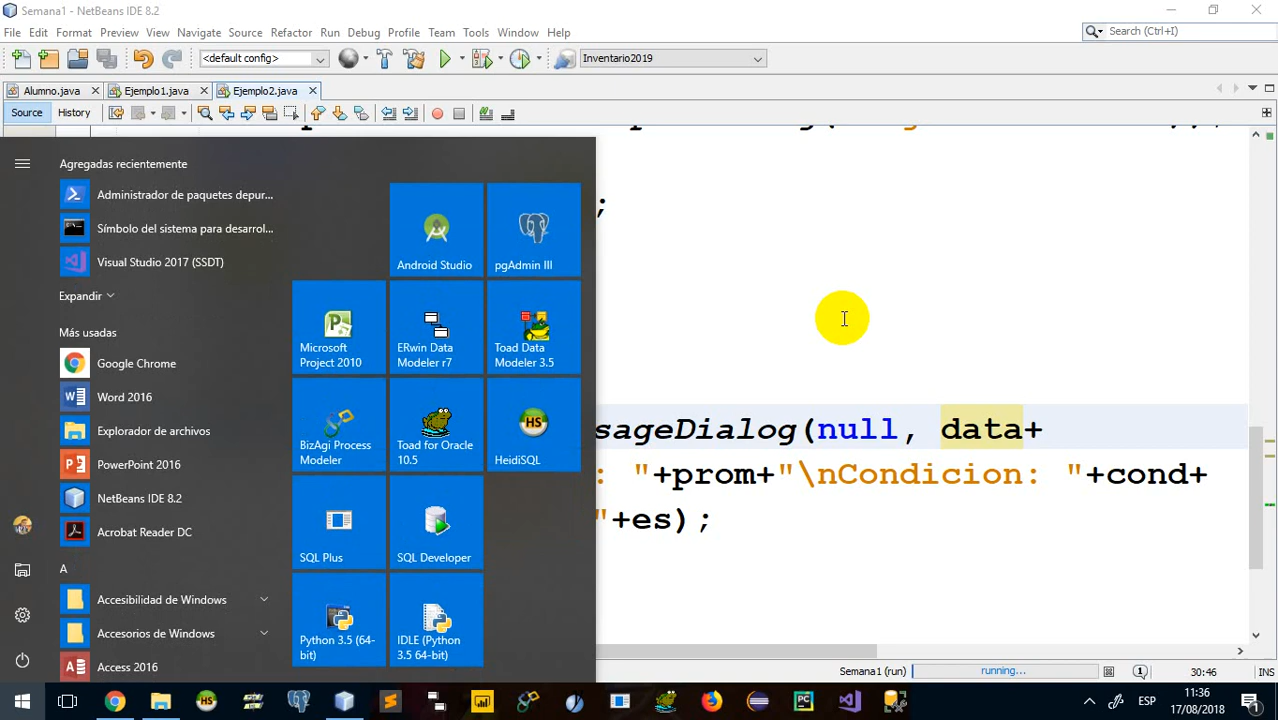 Semana1 - NetBeans IDE 8.2
File Edit Format Preview View Navigate Source Refactor Run Debug Profile Team Tools Window Help
Search (Ctrl+I)
<default config>
Inventario2019
Alumno.java
Ejemplo1.java
Ejemplo2.java
Source
History
;
sageDialog(null, data+
: "+prom+"\nCondicion: "+cond+
"+es);
Agregadas recientemente
Administrador de paquetes depur...
Símbolo del sistema para desarrol...
Visual Studio 2017 (SSDT)
Expandir
Más usadas
Google Chrome
Word 2016
Explorador de archivos
PowerPoint 2016
NetBeans IDE 8.2
Acrobat Reader DC
A
Accesibilidad de Windows
Accesorios de Windows
Access 2016
Android Studio
pgAdmin III
Microsoft
Project 2010
ERwin Data
Modeler r7
Toad Data
Modeler 3.5
BizAgi Process
Modeler
Toad for Oracle
10.5
HS
HeidiSQL
SQL Plus
SQL Developer
Python 3.5 (64-
bit)
IDLE (Python
3.5 64-bit)
Semana1 (run)
running...
1
30:46
INS
ESP
11:36
17/08/2018